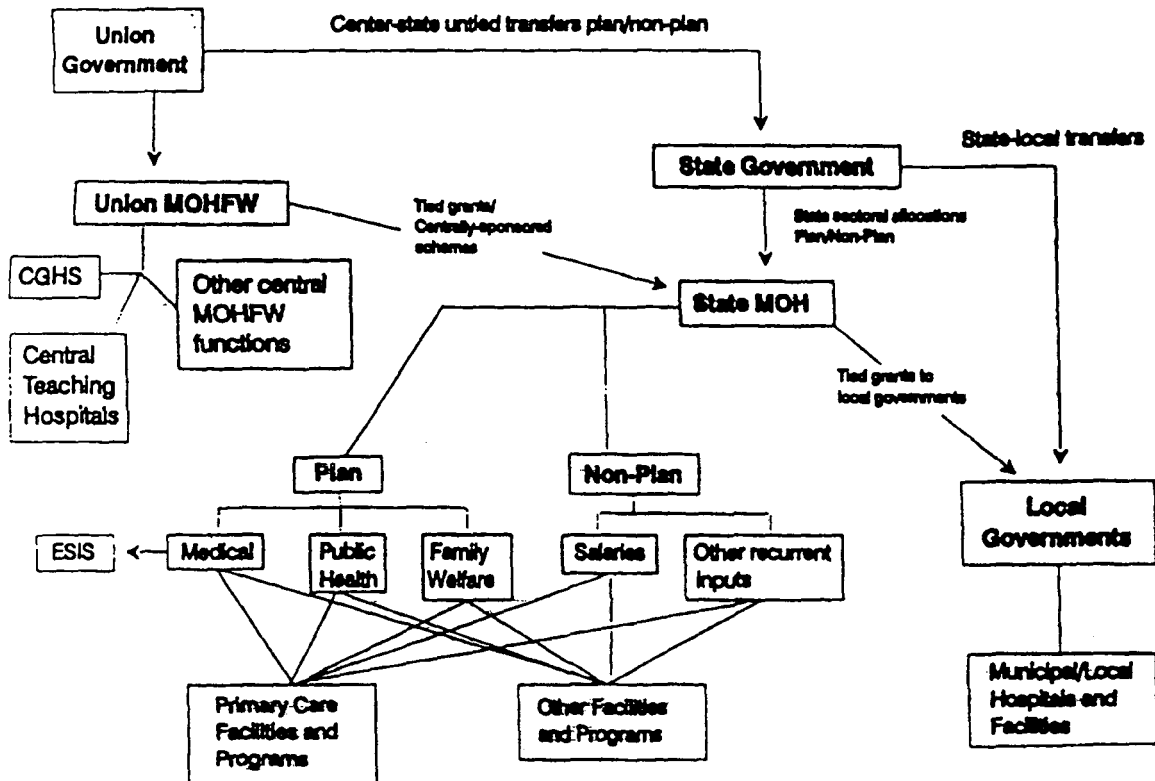 Union
Government
Center-state untied transfers plan/non-plan
State-local transfers
State Government
Union MOHFW
Tied grants/
Centrally-sponsored
schemes
State sectoral allocations
Plan/Non-Plan
CGHS
Other central
MOHFW
functions
State MOH
Central
Teaching
Hospitals
Tied grants to
local governments
Plan
Non-Plan
Local
Governments
ESIS
Medical
Public
Health
Family
Welfare
Salaries
Other recurrent
inputs
Primary Care
Facilities and
Programs
Other Facilities
and Programs
Municipal/Local
Hospitals and
Facilities